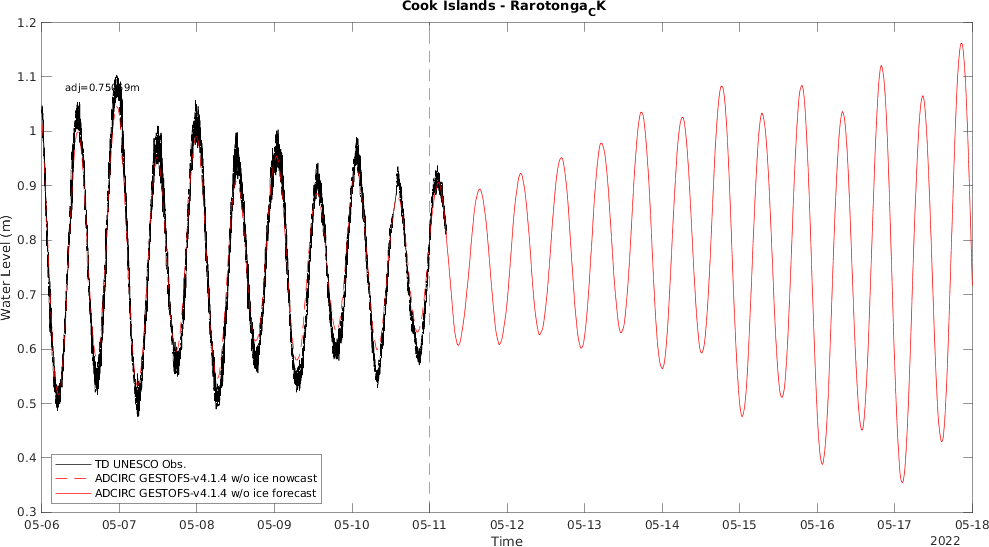 Cook Islands - Rarotonga_CK
1.2
1.1
1
0.9
0.8
0.7
0.6
0.5
0.4
0.3
Water Level (m)
TD UNESCO Obs.
ADCIRC GESTOFS-v4.1.4 w/o ice nowcast
ADCIRC GESTOFS-v4.1.4 w/o ice forecast
05-06 05-07 05-08 05-09 05-10 05-11 05-12 05-13 05-14 05-15 05-16 05-17 05-18
Time
2022